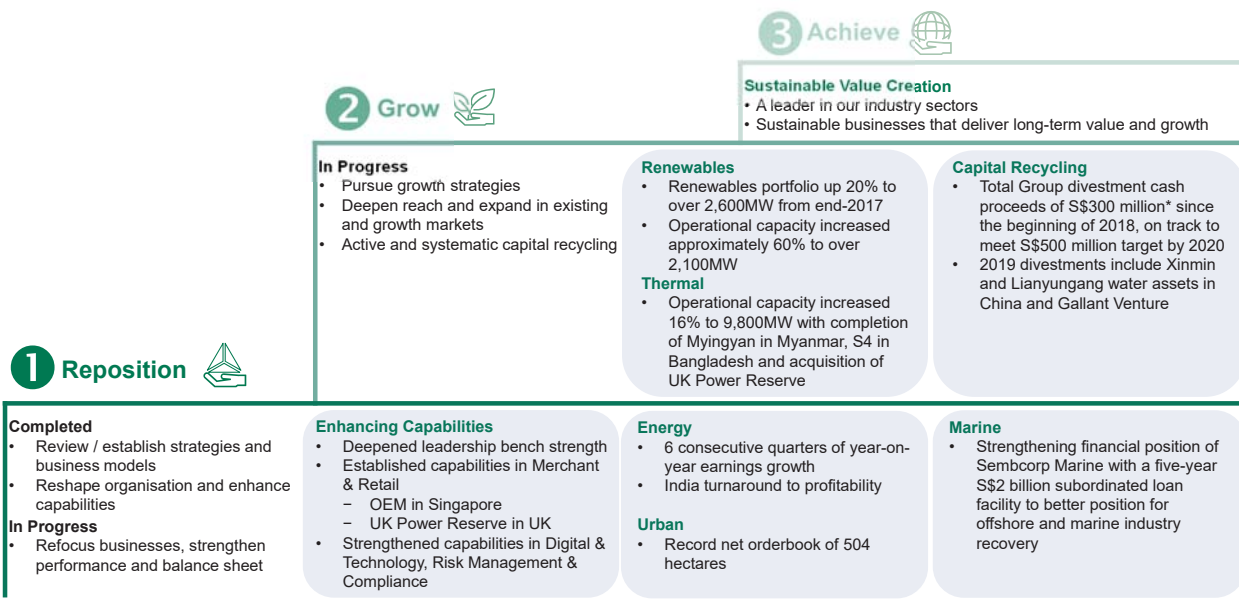 3 Achieve
Sustainable Value Creation
• A leader in our industry sectors
• Sustainable businesses that deliver long-term value and growth
2 Grow
In Progress
• Pursue growth strategies
• Deepen reach and expand in existing
and growth markets
• Active and systematic capital recycling
Renewables
• Renewables portfolio up 20% to
over 2,600MW from end-2017
• Operational capacity increased
approximately 60% to over
2,100MW
Thermal
• Operational capacity increased
16% to 9,800MW with completion
of Myingyan in Myanmar, S4 in
Bangladesh and acquisition of
UK Power Reserve
Capital Recycling
• Total Group divestment cash
proceeds of S$300 million* since
the beginning of 2018, on track to
meet S$500 million target by 2020
• 2019 divestments include Xinmin
and Lianyungang water assets in
China and Gallant Venture
1 Reposition
Completed
• Review / establish strategies and
business models
• Reshape organisation and enhance
capabilities
In Progress
• Refocus businesses, strengthen
performance and balance sheet
Enhancing Capabilities
• Deepened leadership bench strength
• Established capabilities in Merchant
& Retail
− OEM in Singapore
− UK Power Reserve in UK
• Strengthened capabilities in Digital &
Technology, Risk Management &
Compliance
Energy
• 6 consecutive quarters of year-on-
year earnings growth
• India turnaround to profitability
Urban
• Record net orderbook of 504
hectares
Marine
• Strengthening financial position of
Sembcorp Marine with a five-year
S$2 billion subordinated loan
facility to better position for
offshore and marine industry
recovery